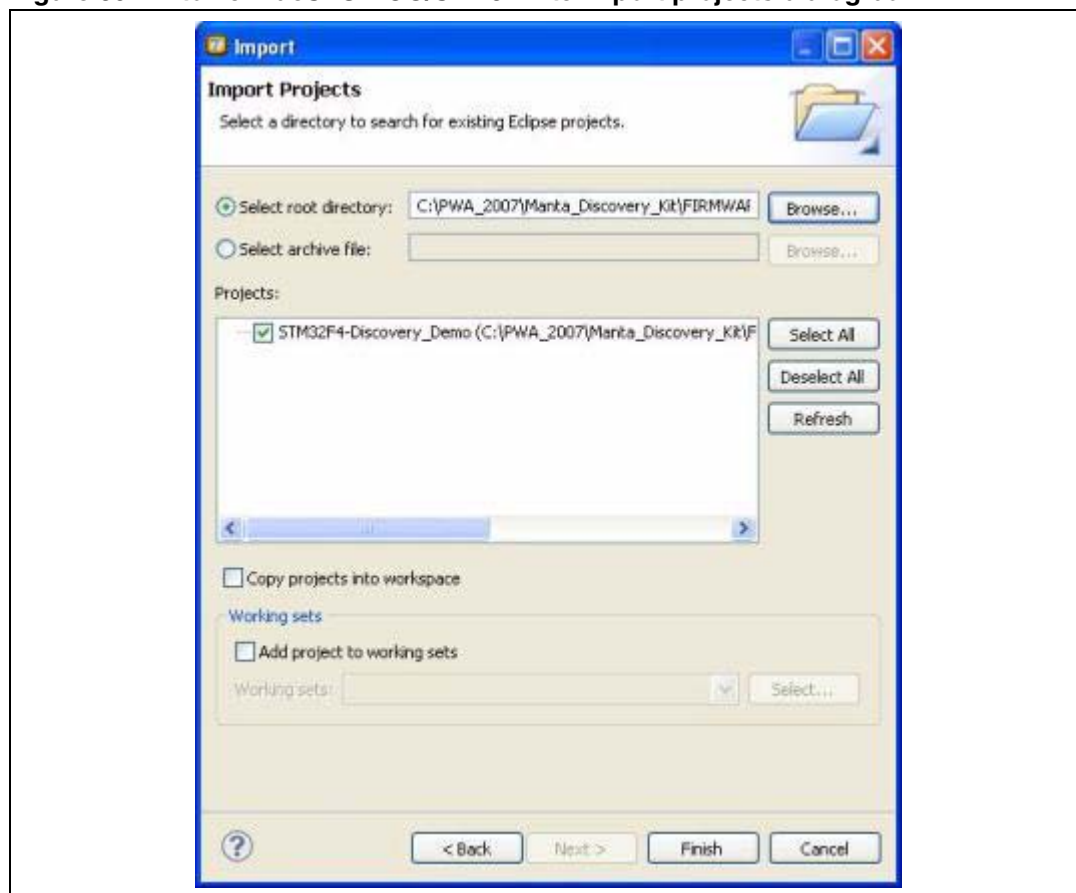 Import
Import Projects
Select a directory to search for existing Eclipse projects.
Select root directory: C:\PWA_2007\Manta_Discovery_Kit\FIRMWAF Browse...
Select archive file: Browse...
Projects:
STM32F4-Discovery_Demo (C:\PWA_2007\Manta_Discovery_Kit\F
Select All
Deselect All
Refresh
Copy projects into workspace
Working sets
Add project to working sets
Working sets: Select...
< Back Next > Finish Cancel